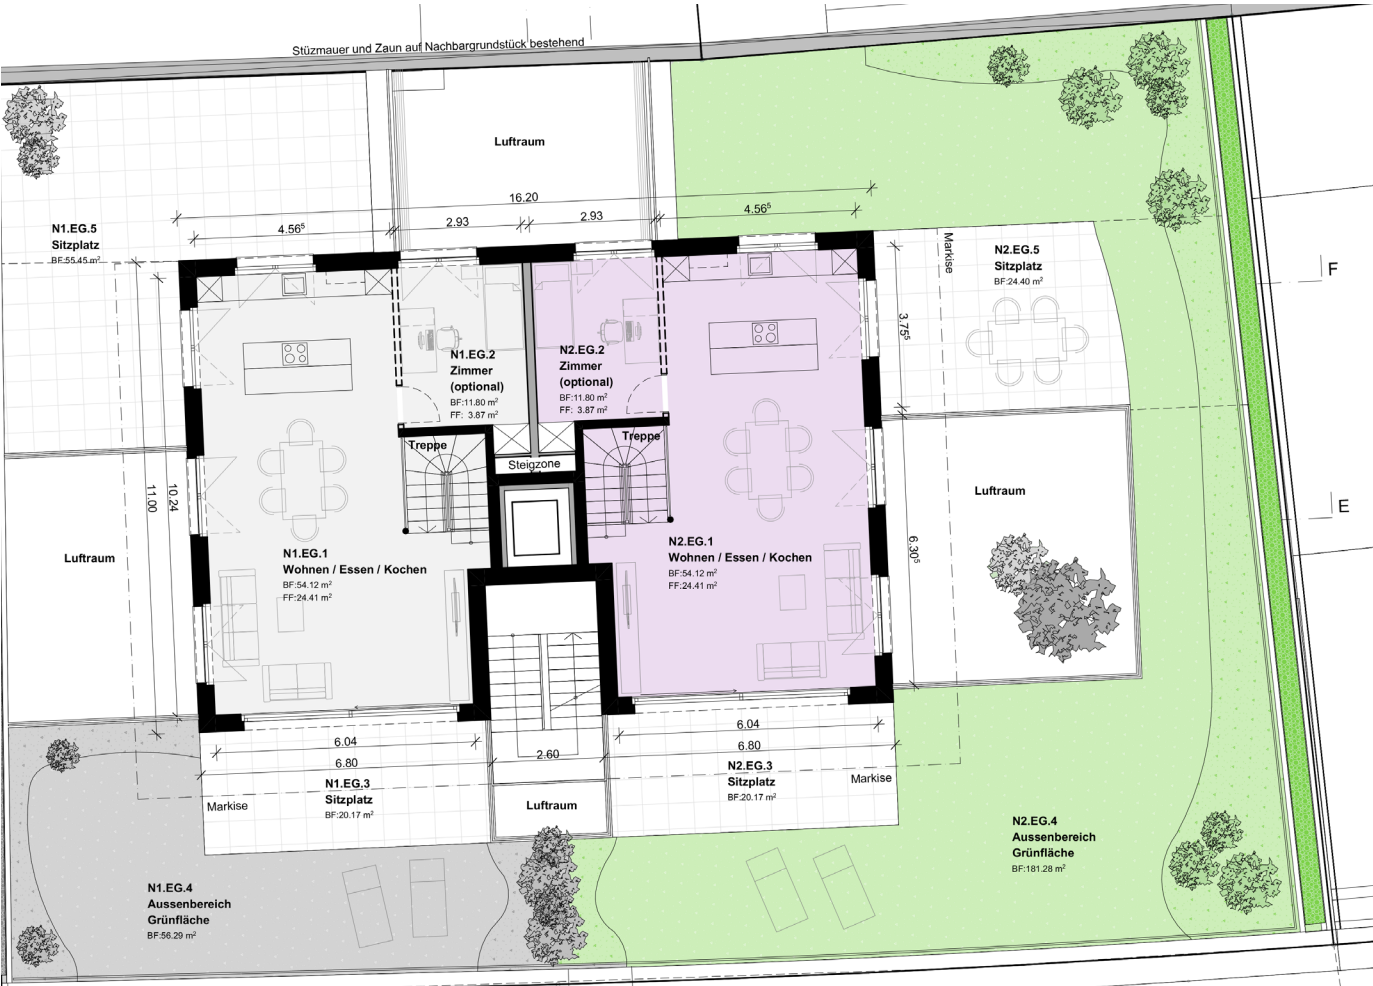 Stüzmauer und Zaun auf Nachbargrundstück bestehend
Luftraum
16.20
4.56⁵
2.93
2.93
4.56⁵
N1.EG.5
Sitzplatz
BF:55.45 m²
Markise
N2.EG.5
Sitzplatz
BF:24.40 m²
F
3.75⁵
N1.EG.2
Zimmer
(optional)
BF:11.80 m²
FF: 3.87 m²
N2.EG.2
Zimmer
(optional)
BF:11.80 m²
FF: 3.87 m²
Treppe
Treppe
Steigzone
11.00
10.24
Luftraum
E
Luftraum
6.30⁵
N1.EG.1
Wohnen / Essen / Kochen
BF:54.12 m²
FF:24.41 m²
N2.EG.1
Wohnen / Essen / Kochen
BF:54.12 m²
FF:24.41 m²
6.04
6.80
2.60
6.04
6.80
N1.EG.3
Sitzplatz
BF:20.17 m²
N2.EG.3
Sitzplatz
BF:20.17 m²
Markise
Markise
Luftraum
N2.EG.4
Aussenbereich
Grünfläche
BF:181.28 m²
N1.EG.4
Aussenbereich
Grünfläche
BF:56.29 m²